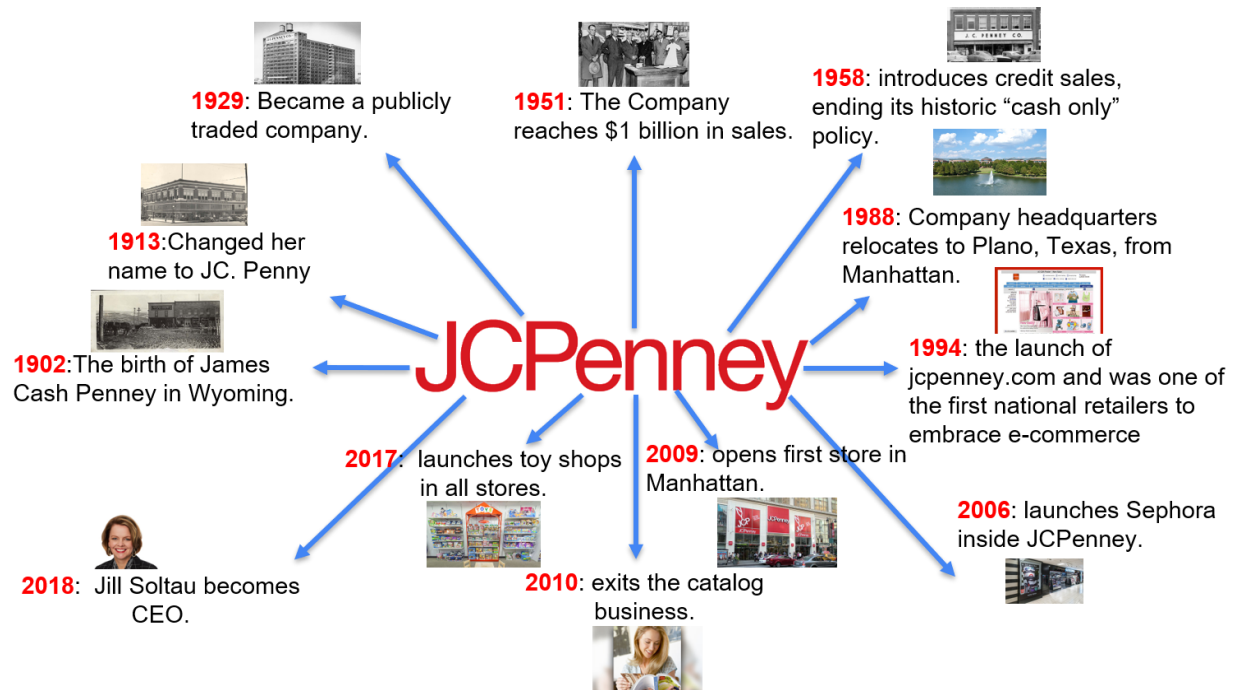 J. C. PENNEY CO.
1929: Became a publicly
traded company.
1951: The Company
reaches $1 billion in sales.
1958: introduces credit sales,
ending its historic “cash only”
policy.
1913:Changed her
name to JC. Penny
1988: Company headquarters
relocates to Plano, Texas, from
Manhattan.
1902:The birth of James
Cash Penney in Wyoming.
JCPenney
1994: the launch of
jcpenney.com and was one of
the first national retailers to
embrace e-commerce
2017: launches toy shops
in all stores.
2009: opens first store in
Manhattan.
2006: launches Sephora
inside JCPenney.
2018: Jill Soltau becomes
CEO.
2010: exits the catalog
business.